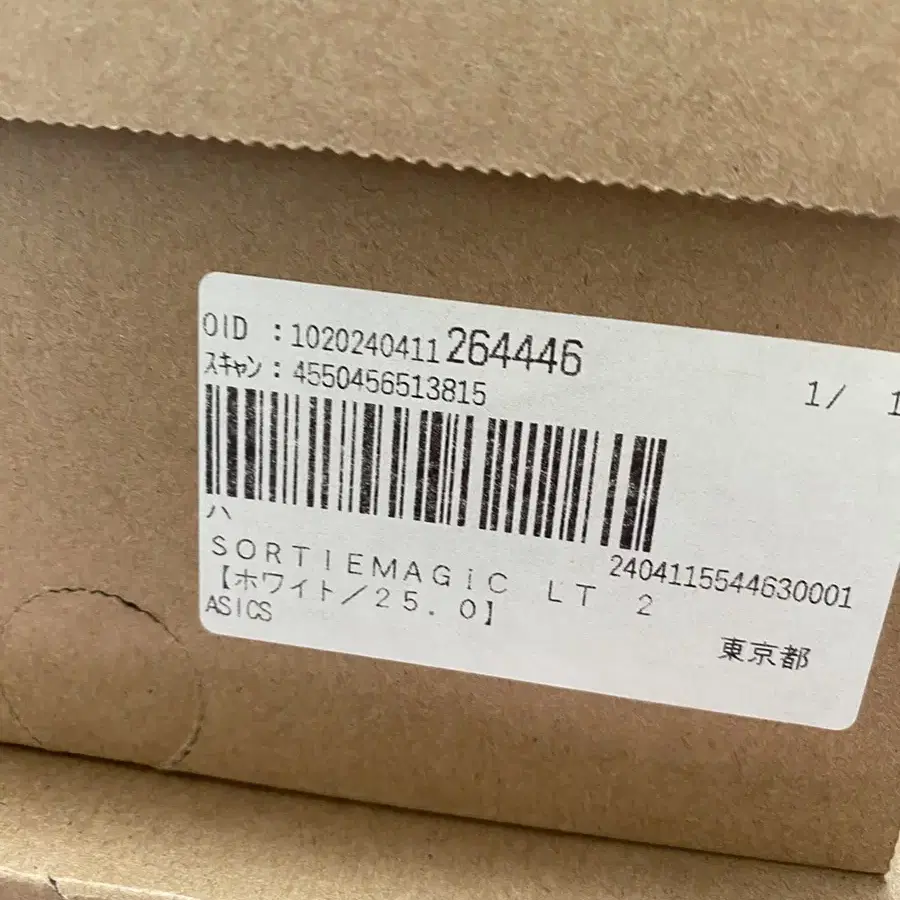 OID :1020240411264446
スキャン: 4550456513815
1/ 1
ハ
2404115544630001
SORTIEMAGiC LT 2
【ホワイト/25.0】
ASICS
東京都